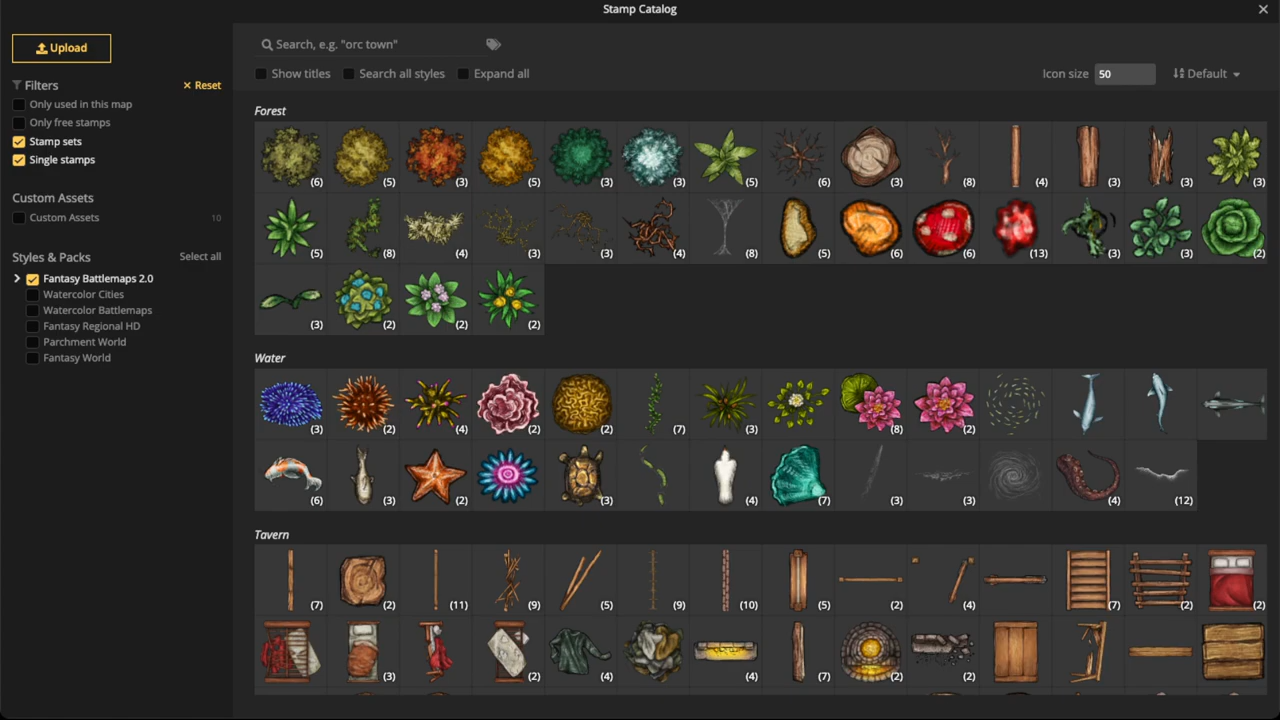 Stamp Catalog
Upload
Search, e.g. "orc town"
Show titles
Search all styles
Expand all
Icon size 50
Default
Filters
Reset
Only used in this map
Only free stamps
Stamp sets
Single stamps
Custom Assets
Custom Assets 10
Styles & Packs Select all
Fantasy Battlemaps 2.0
Watercolor Cities
Watercolor Battlemaps
Fantasy Regional HD
Parchment World
Fantasy World
Forest
(6) (5) (3) (5) (3) (3) (5) (6) (3) (8) (4) (3) (3) (3)
(5) (8) (4) (3) (3) (4) (8) (5) (6) (6) (13) (3) (3) (2)
(3) (2) (2) (2)
Water
(3) (2) (4) (2) (2) (7) (3) (8) (2)
(6) (3) (2) (3) (4) (7) (3) (3) (4) (12)
Tavern
(7) (2) (11) (9) (5) (9) (10) (5) (2) (4) (7) (2) (2)
(3) (2) (4) (4) (7) (2) (2)